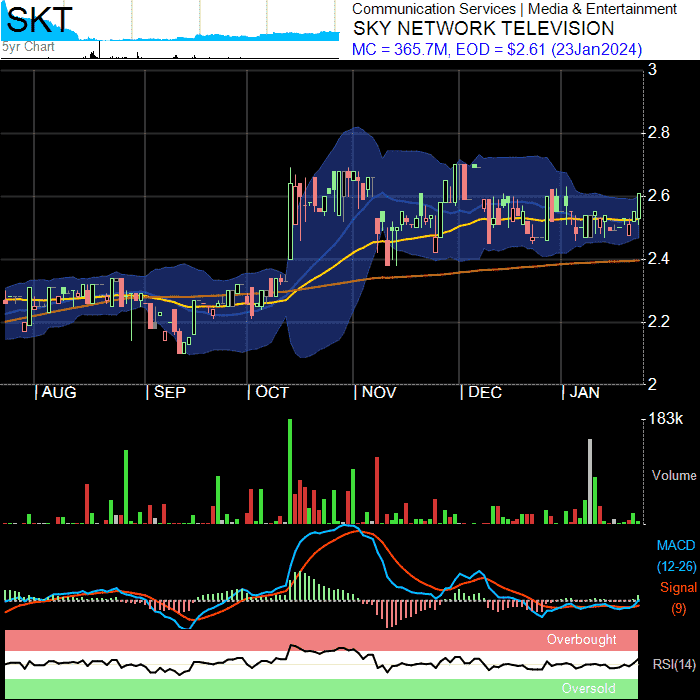 SKT
5yr Chart
Communication Services | Media & Entertainment
SKY NETWORK TELEVISION
MC = 365.7M, EOD = $2.61 (23Jan2024)
3
2.8
2.6
2.4
2.2
2
| AUG | SEP | OCT | NOV | DEC | JAN
183k
Volume
MACD
(12-26)
Signal
(9)
Overbought
RSI(14)
Oversold